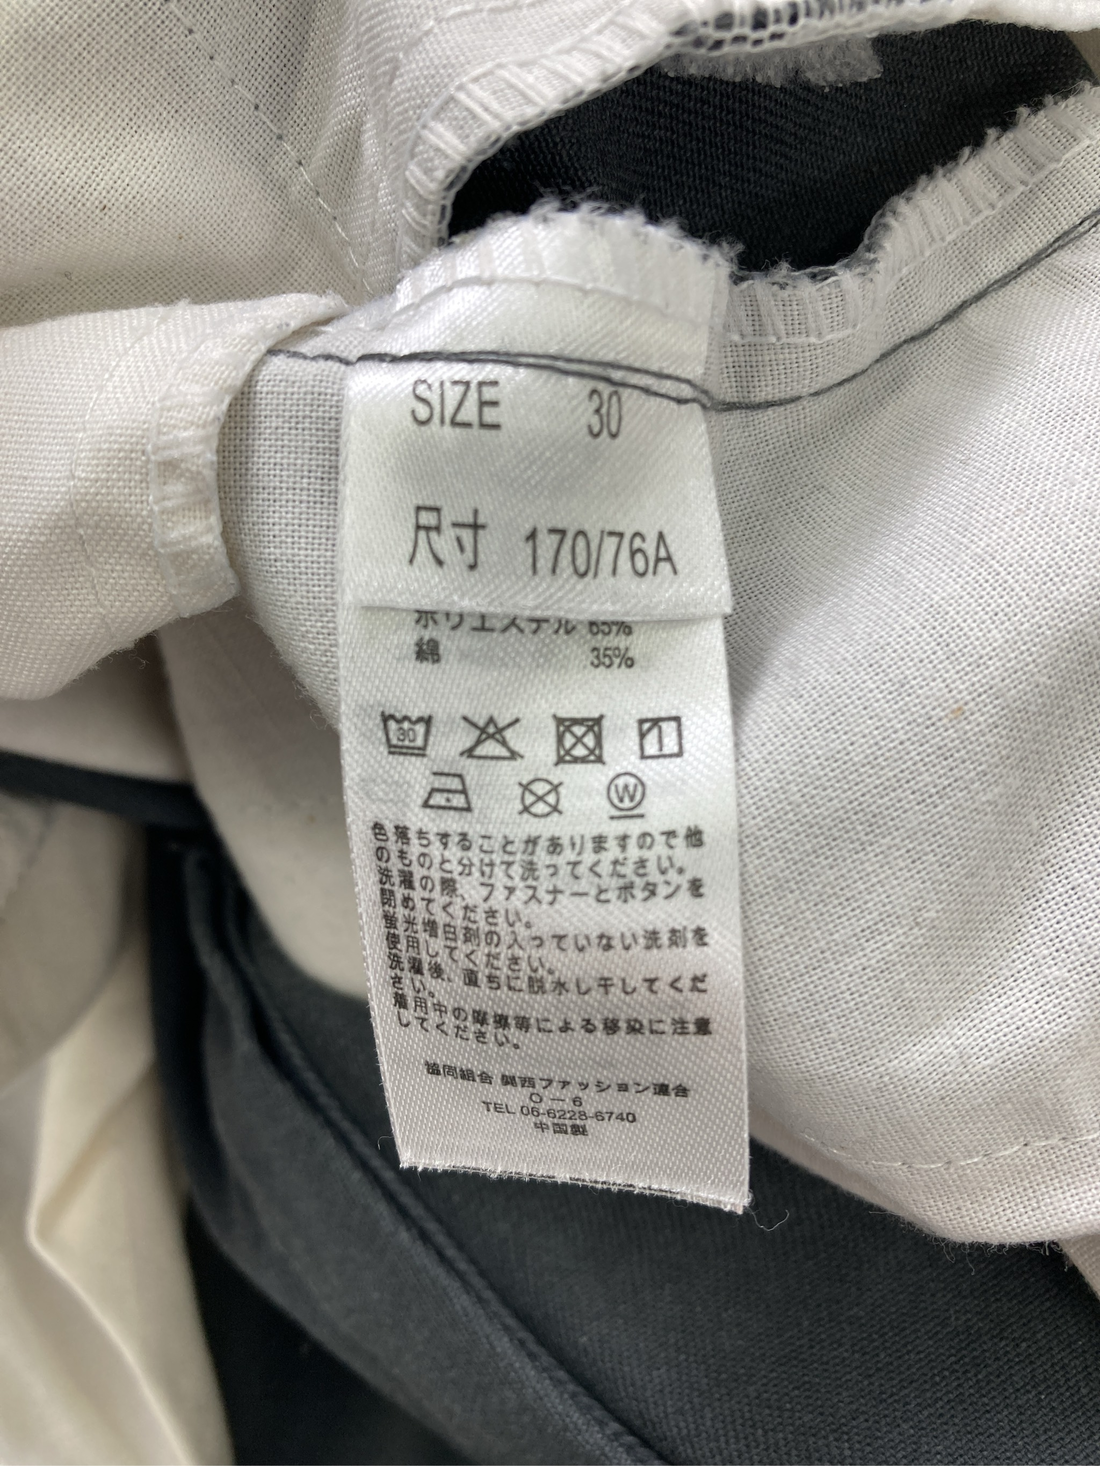 SIZE 30
尺寸 170/76A
ポリエステル 65%
綿 35%
30
W
色落ちすることがありますので他
のものと分けて洗ってください。
洗濯の際、ファスナーとボタンを
閉めてください。
蛍光増白剤の入っていない洗剤を
使用してください。
洗濯後、直ちに脱水し干してくだ
さい。
着用中の摩擦等による移染に注意
してください。
協同組合 関西ファッション連合
O－6
TEL 06-6228-6740
中国製